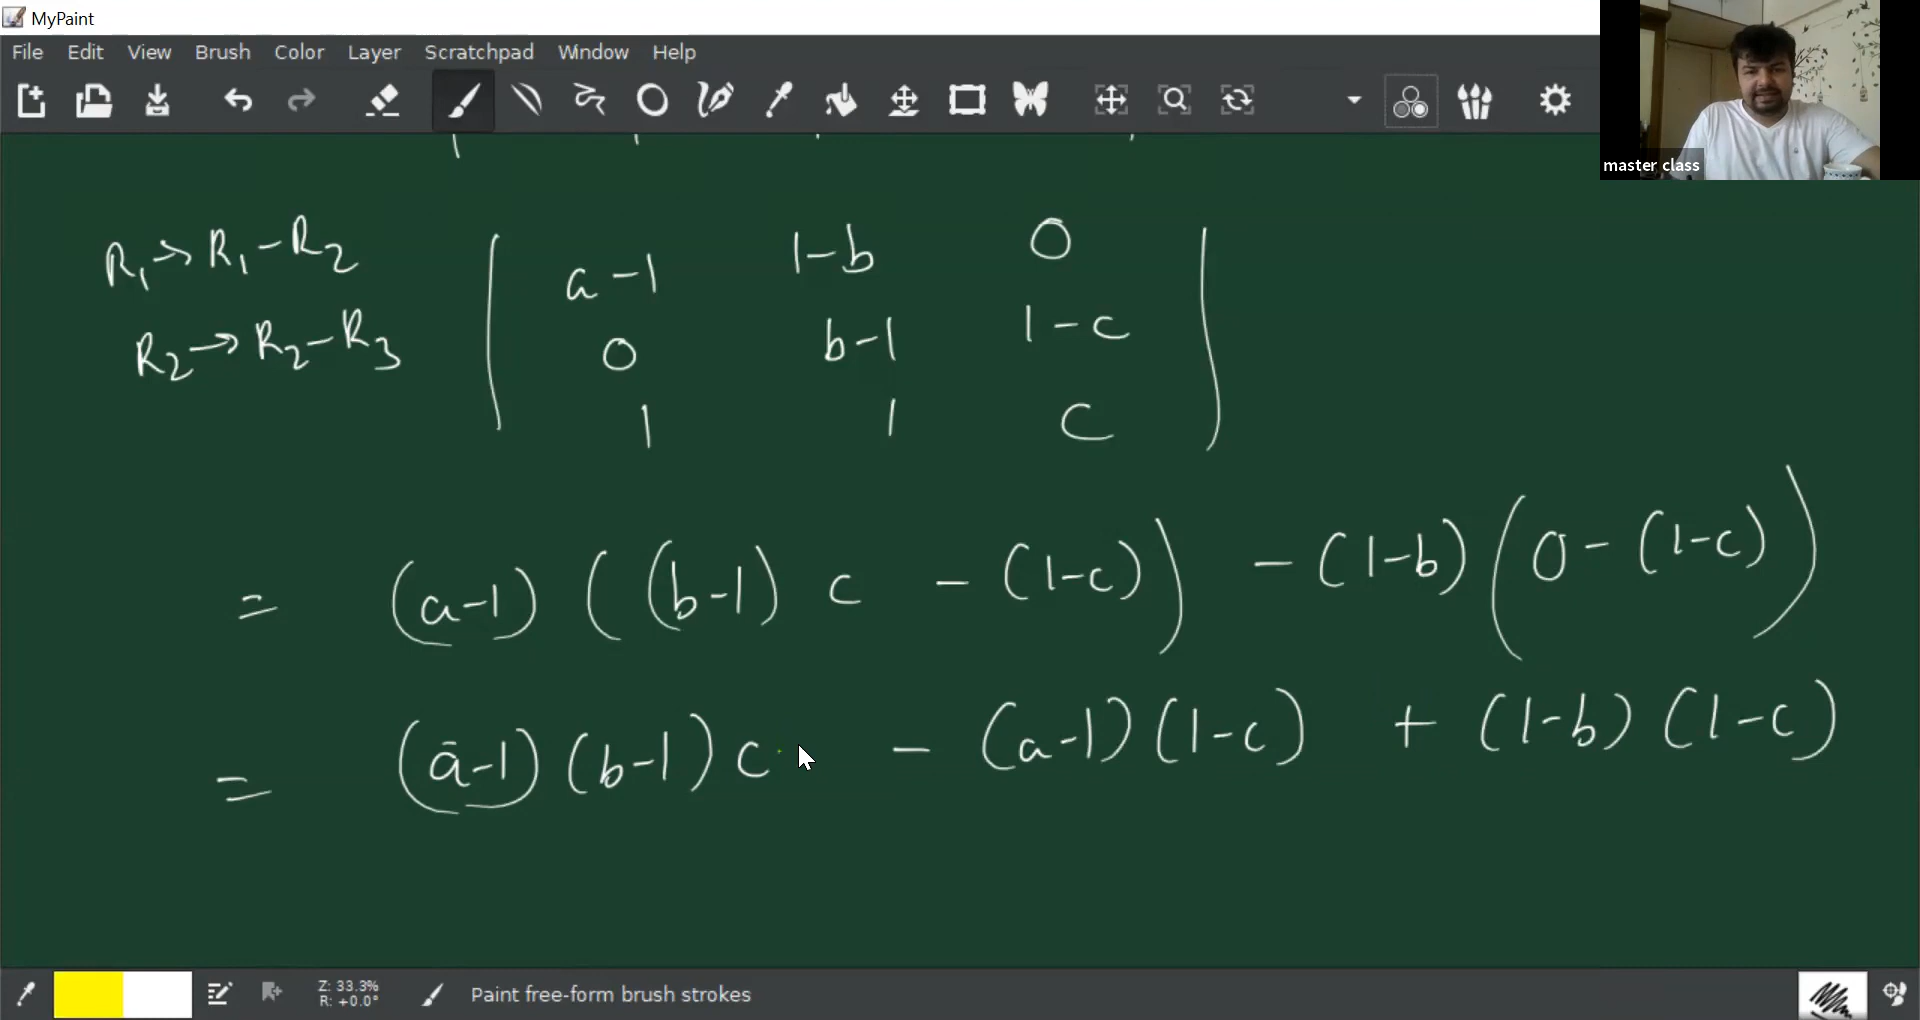 MyPaint
File Edit View Brush Color Layer Scratchpad Window Help
master class
R₁→R₁-R₂
R₂→R₂-R₃
a-1 1-b 0
0 b-1 1-c
1 1 c
= (a-1) ((b-1) c - (1-c)) - (1-b) (0 - (1-c))
= (a-1) (b-1) c - (a-1) (1-c) + (1-b) (1-c)
Z: 33.3%
R: +0.0°
Paint free-form brush strokes